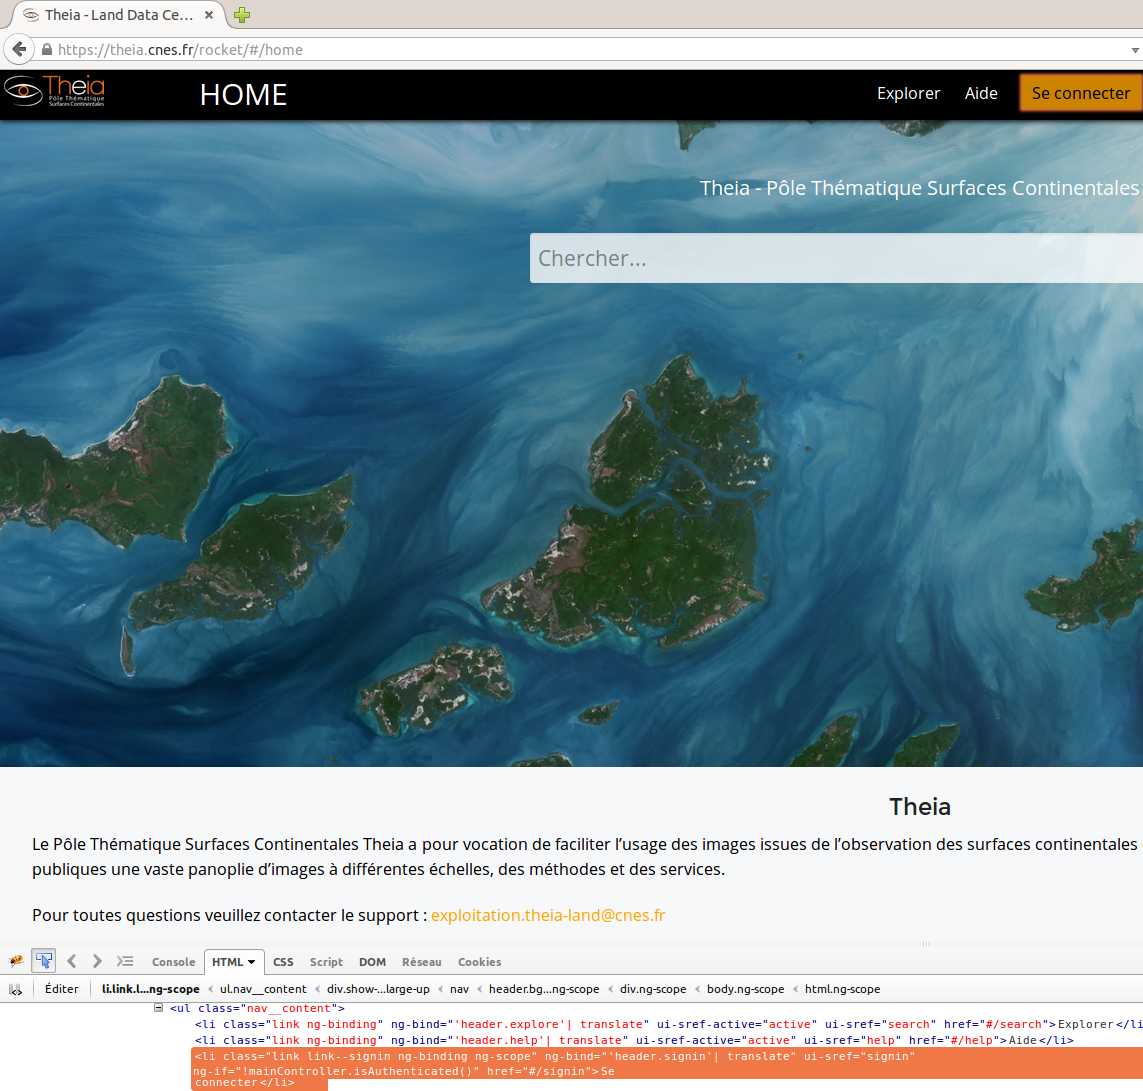 Theia - Land Data Ce...
https://theia.cnes.fr/rocket/#/home
Theia
Pôle Thématique
Surfaces Continentales
HOME
Explorer
Aide
Se connecter
Theia - Pôle Thématique Surfaces Continentales
Chercher...
Theia
Le Pôle Thématique Surfaces Continentales Theia a pour vocation de faciliter l’usage des images issues de l’observation des surfaces continentales
publiques une vaste panoplie d’images à différentes échelles, des méthodes et des services.
Pour toutes questions veuillez contacter le support : exploitation.theia-land@cnes.fr
Console HTML CSS Script DOM Réseau Cookies
Éditer li.link.l...ng-scope < ul.nav__content < div.show-...large-up < nav < header.bg...ng-scope < div.ng-scope < body.ng-scope < html.ng-scope
<ul class="nav__content">
<li class="link ng-binding" ng-bind="'header.explore'| translate" ui-sref-active="active" ui-sref="search" href="#/search">Explorer</li
<li class="link ng-binding" ng-bind="'header.help'| translate" ui-sref-active="active" ui-sref="help" href="#/help">Aide</li>
<li class="link link--signin ng-binding ng-scope" ng-bind="'header.signin'| translate" ui-sref="signin"
ng-if="!mainController.isAuthenticated()" href="#/signin">Se
connecter</li>